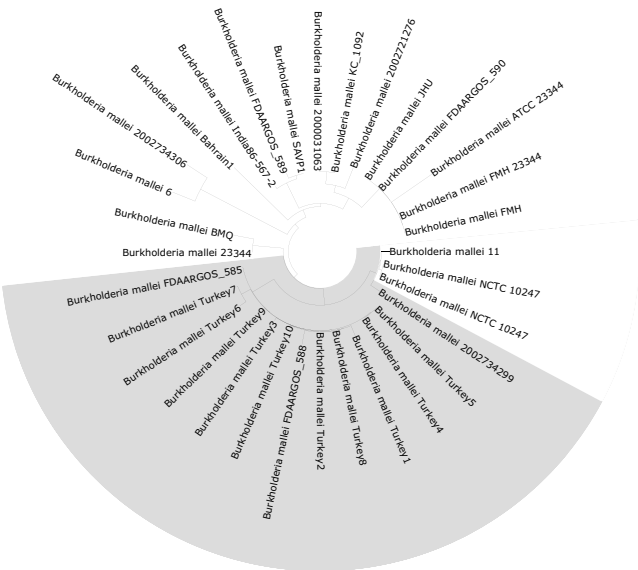 Burkholderia mallei 23344
Burkholderia mallei BMQ
Burkholderia mallei 6
Burkholderia mallei 2002734306
Burkholderia mallei Bahrain1
Burkholderia mallei India86-567-2
Burkholderia mallei FDAARGOS_589
Burkholderia mallei SAVP1
Burkholderia mallei 2000031063
Burkholderia mallei KC_1092
Burkholderia mallei 2002721276
Burkholderia mallei JHU
Burkholderia mallei FDAARGOS_590
Burkholderia mallei ATCC 23344
Burkholderia mallei FMH 23344
Burkholderia mallei FMH
Burkholderia mallei 11
Burkholderia mallei NCTC 10247
Burkholderia mallei NCTC 10247
Burkholderia mallei 2002734299
Burkholderia mallei Turkey5
Burkholderia mallei Turkey4
Burkholderia mallei Turkey1
Burkholderia mallei Turkey8
Burkholderia mallei Turkey2
Burkholderia mallei FDAARGOS_588
Burkholderia mallei Turkey10
Burkholderia mallei Turkey3
Burkholderia mallei Turkey9
Burkholderia mallei Turkey6
Burkholderia mallei Turkey7
Burkholderia mallei FDAARGOS_585